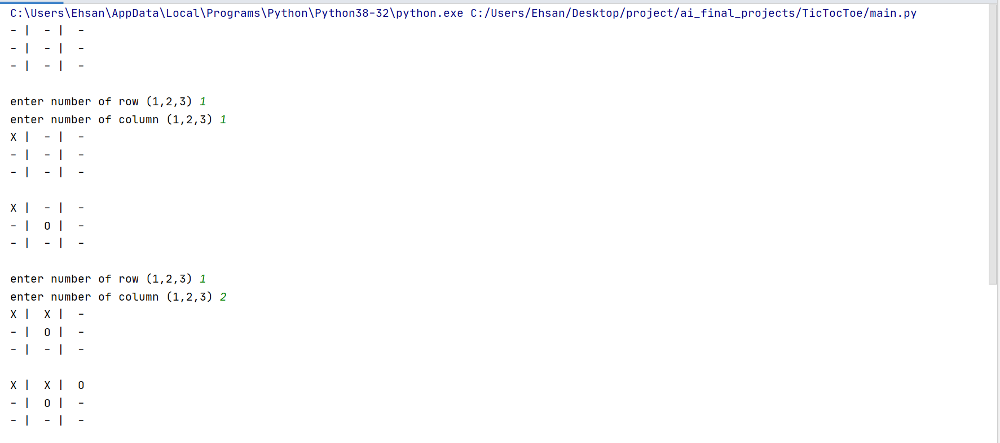 C:\Users\Ehsan\AppData\Local\Programs\Python\Python38-32\python.exe C:/Users/Ehsan/Desktop/project/ai_final_projects/TicTocToe/main.py
- |  - |  -
- |  - |  -
- |  - |  -

enter number of row (1,2,3) 1
enter number of column (1,2,3) 1
X |  - |  -
- |  - |  -
- |  - |  -

X |  - |  -
- |  O |  -
- |  - |  -

enter number of row (1,2,3) 1
enter number of column (1,2,3) 2
X |  X |  -
- |  O |  -
- |  - |  -

X |  X |  O
- |  O |  -
- |  - |  -